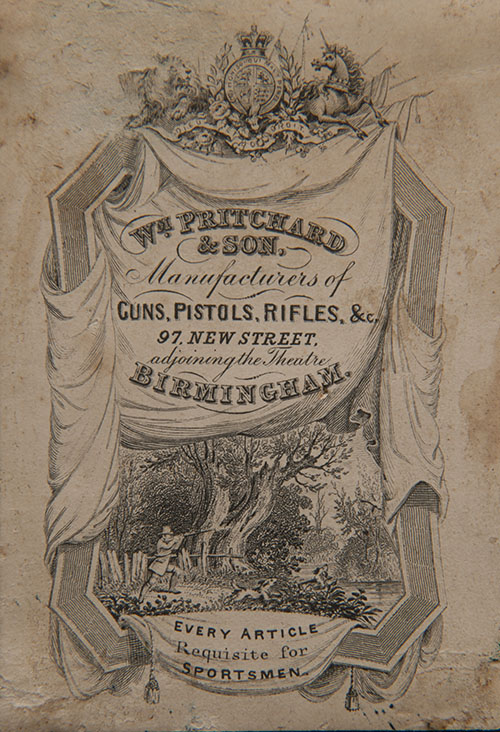 Wm PRITCHARD
& SON,
Manufacturers of
GUNS, PISTOLS, RIFLES, &c.
97, NEW STREET,
adjoining the Theatre
BIRMINGHAM.
EVERY ARTICLE
Requisite for
SPORTSMEN.